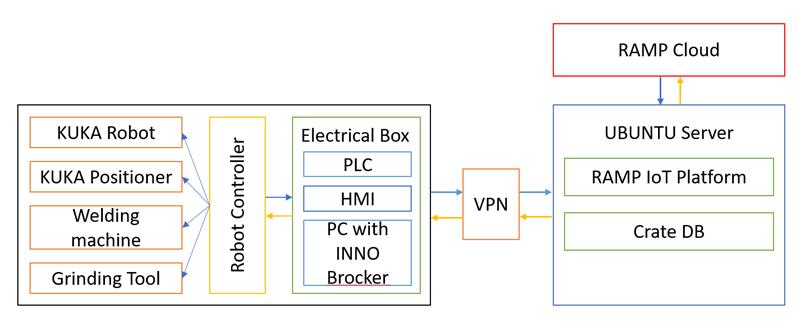 RAMP Cloud
KUKA Robot
KUKA Positioner
Welding
machine
Grinding Tool
Robot Controller
Electrical Box
PLC
HMI
PC with
INNO
Brocker
VPN
UBUNTU Server
RAMP IoT Platform
Crate DB